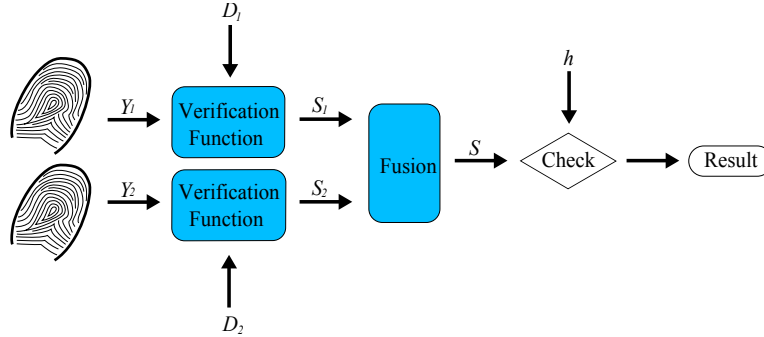 D1
h
Y1
Verification
Function
S1
Fusion
S
Check
Result
Y2
Verification
Function
S2
D2